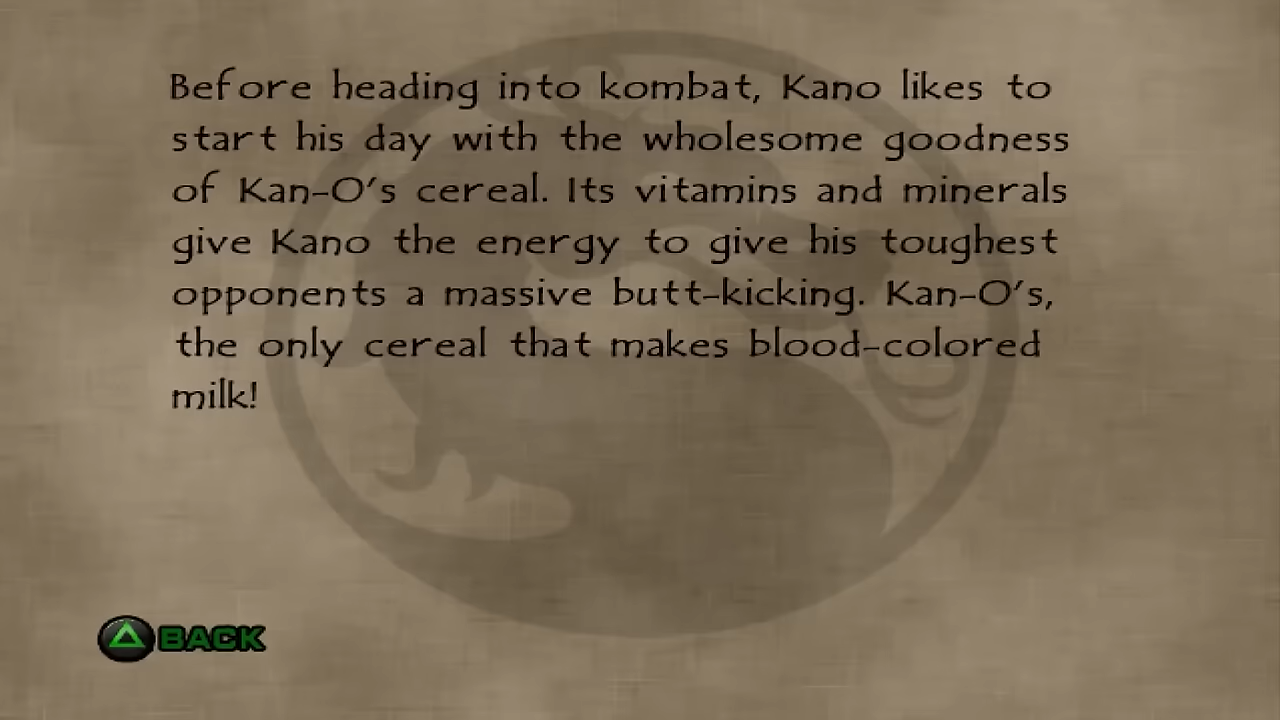 Before heading into kombat, Kano likes to
start his day with the wholesome goodness
of Kan-O's cereal. Its vitamins and minerals
give Kano the energy to give his toughest
opponents a massive butt-kicking. Kan-O's,
the only cereal that makes blood-colored
milk!
BACK